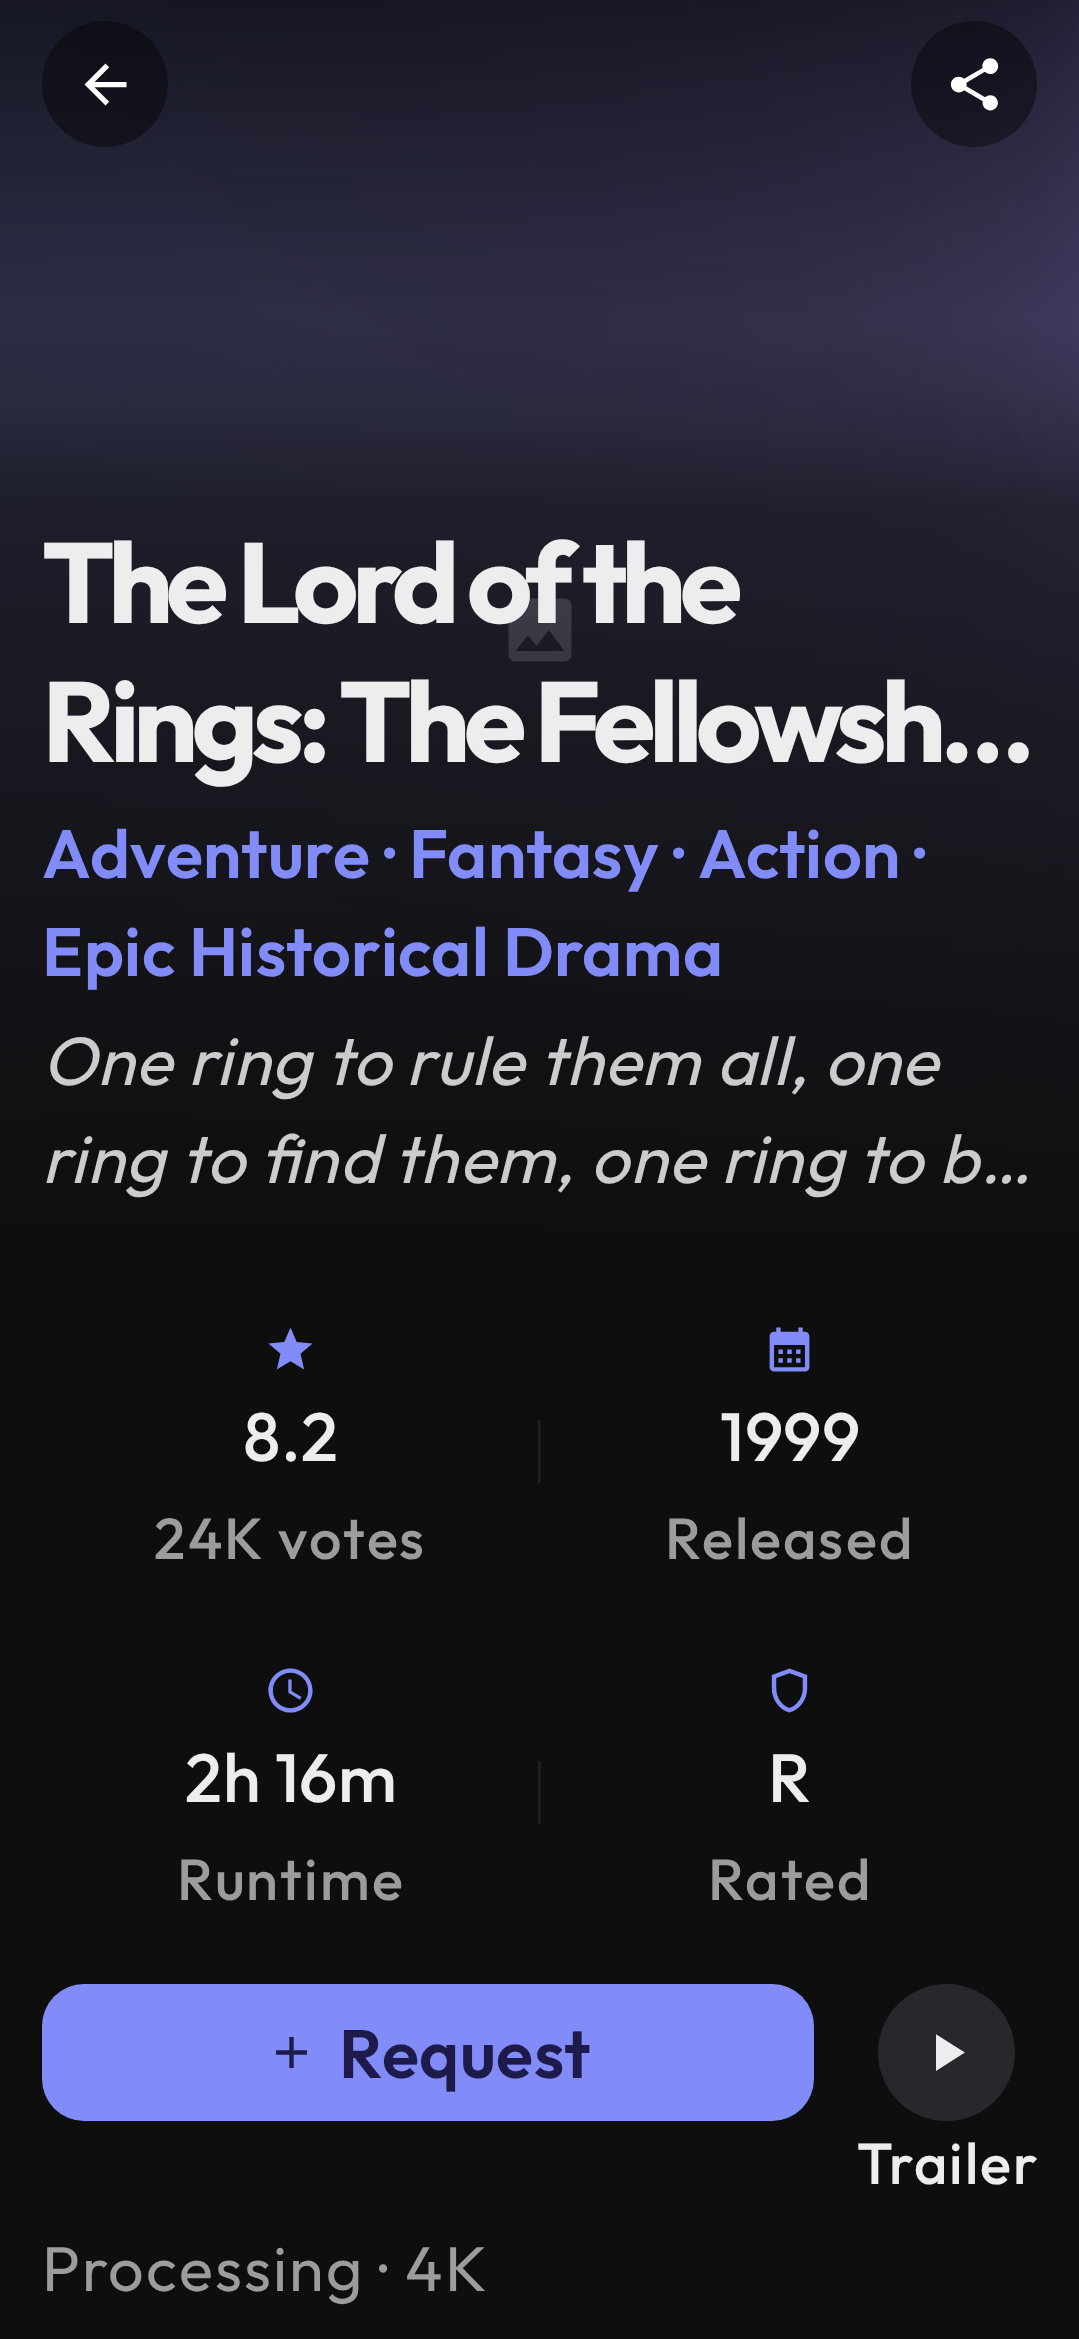 The Lord of the
Rings: The Fellowsh...
Adventure · Fantasy · Action ·
Epic Historical Drama
One ring to rule them all, one
ring to find them, one ring to b...
8.2
24K votes
1999
Released
2h 16m
Runtime
R
Rated
+ Request
Trailer
Processing · 4K